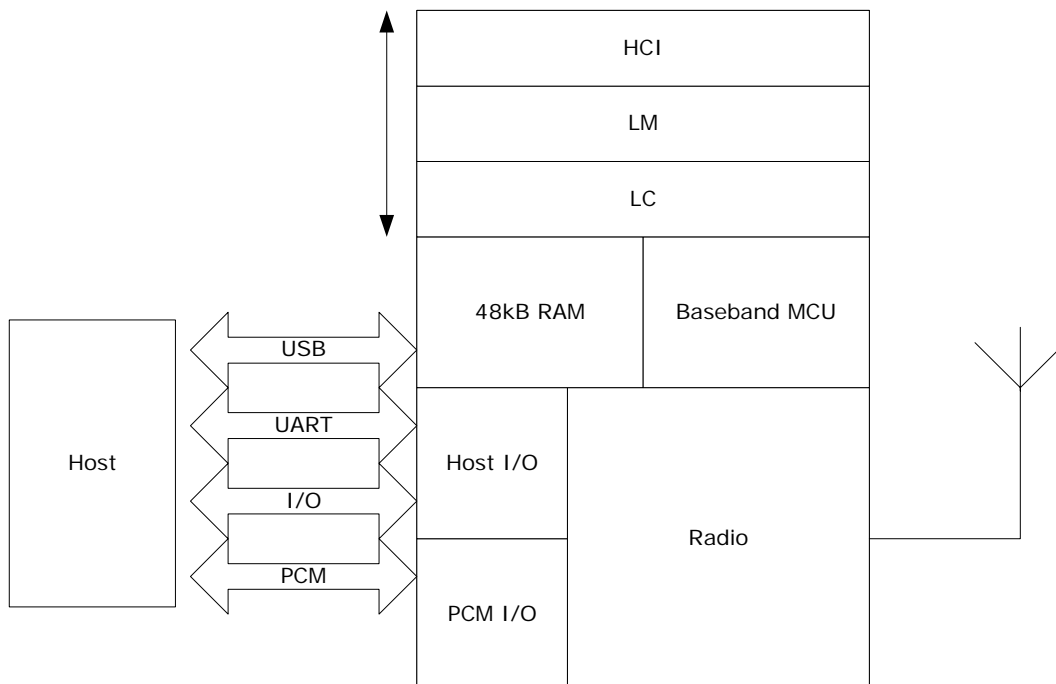 HCI
LM
LC
48kB RAM
Baseband MCU
USB
UART
Host
Host I/O
I/O
Radio
PCM
PCM I/O